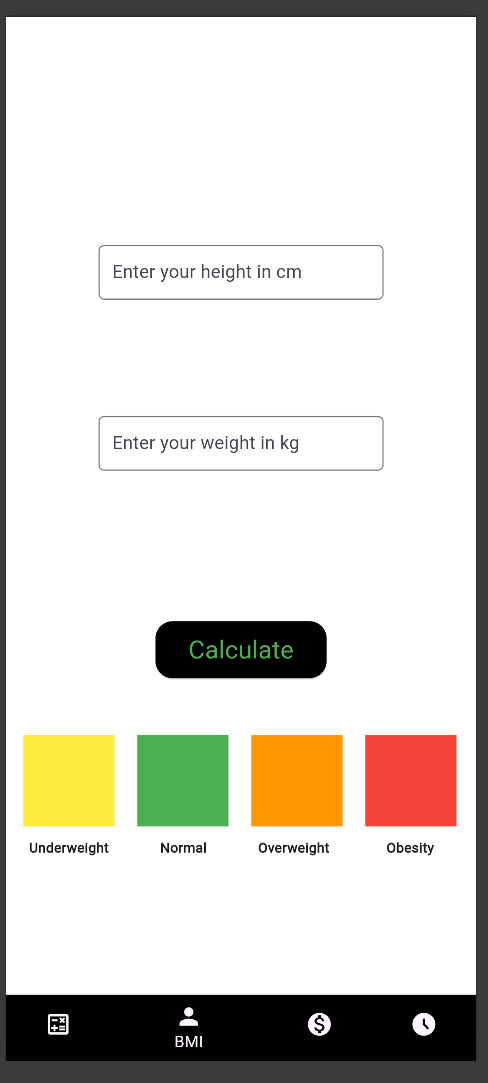 Enter your height in cm
Enter your weight in kg
Calculate
Underweight Normal Overweight Obesity
BMI